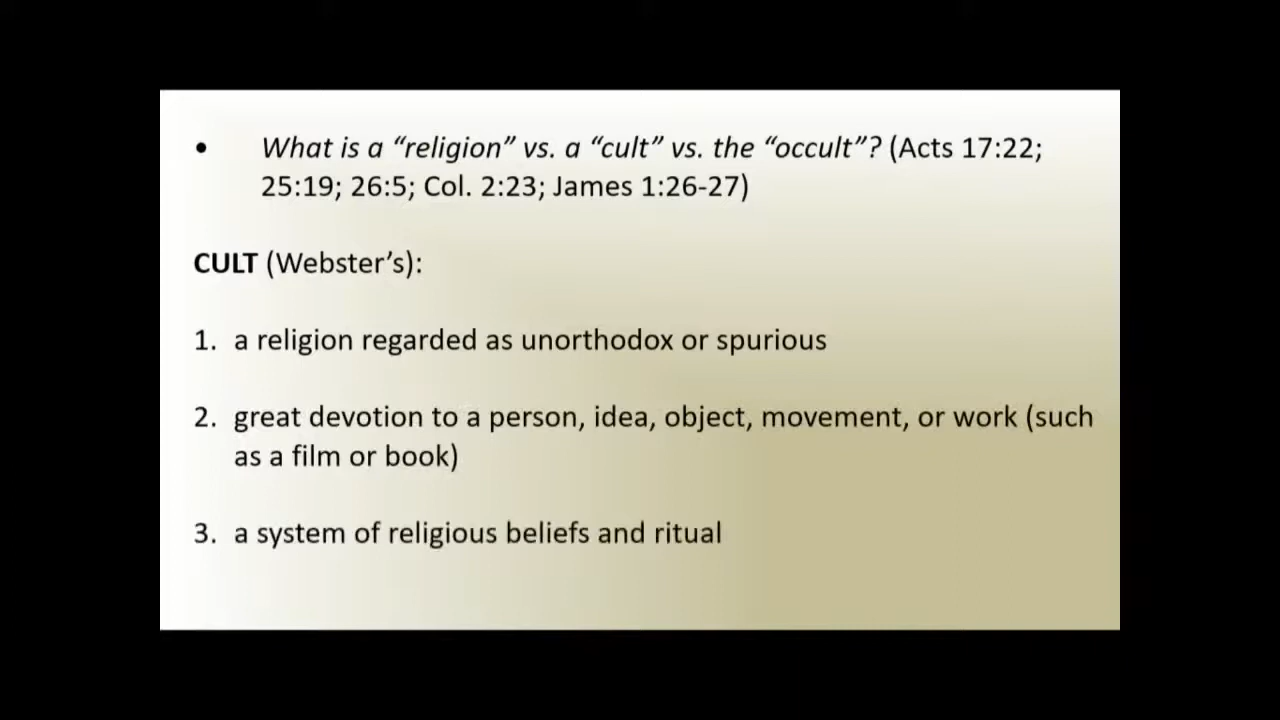 • What is a “religion” vs. a “cult” vs. the “occult”? (Acts 17:22;
25:19; 26:5; Col. 2:23; James 1:26-27)
CULT (Webster’s):
1. a religion regarded as unorthodox or spurious
2. great devotion to a person, idea, object, movement, or work (such
as a film or book)
3. a system of religious beliefs and ritual